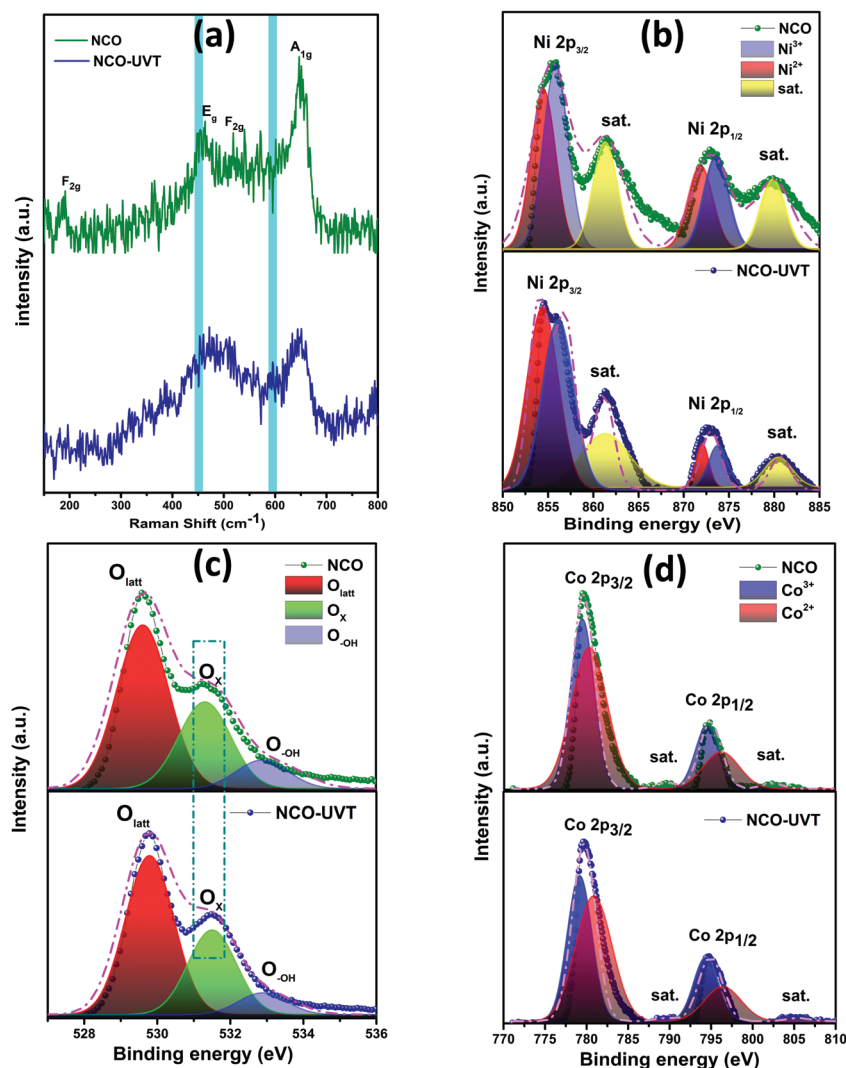 (a)
NCO
NCO-UVT
A1g
Eg
F2g
F2g
intensity (a.u.)
150 200 300 400 500 600 700 800
Raman Shift (cm-1)
(b)
NCO
Ni3+
Ni2+
sat.
Ni 2p3/2
sat.
Ni 2p1/2
sat.
NCO-UVT
Ni 2p3/2
sat.
Ni 2p1/2
sat.
Intensity (a.u.)
850 855 860 865 870 875 880 885
Binding energy (eV)
(c)
NCO
Olatt
OX
O-OH
Olatt
OX
O-OH
NCO-UVT
Olatt
OX
O-OH
Intensity (a.u.)
528 530 532 534 536
Binding energy (eV)
(d)
NCO
Co3+
Co2+
Co 2p3/2
Co 2p1/2
sat.
sat.
NCO-UVT
Co 2p3/2
Co 2p1/2
sat.
sat.
Intensity (a.u.)
770 775 780 785 790 795 800 805 810
Binding energy (eV)